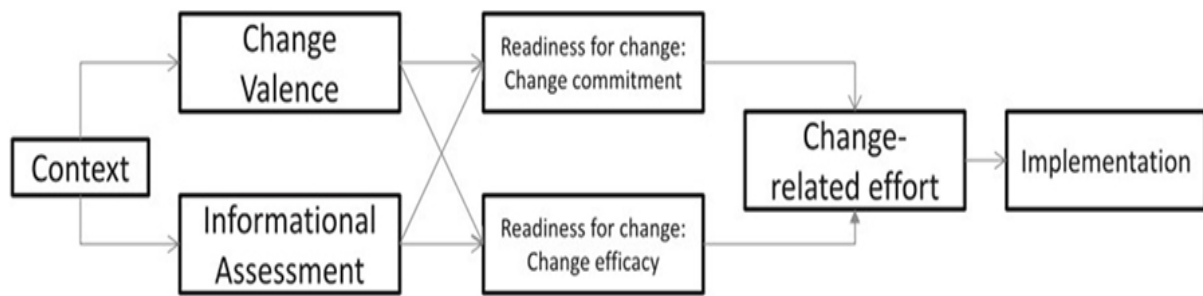 Context
Change
Valence
Informational
Assessment
Readiness for change:
Change commitment
Readiness for change:
Change efficacy
Change-
related effort
Implementation